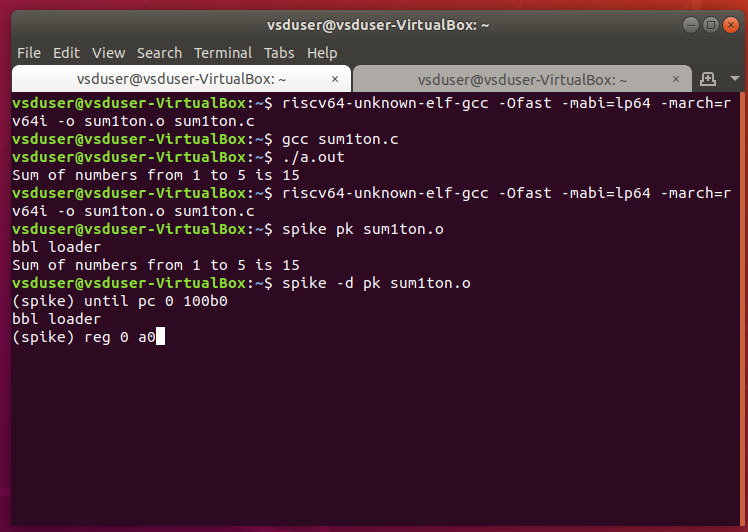 vsduser@vsduser-VirtualBox: ~
File Edit View Search Terminal Tabs Help
vsduser@vsduser-VirtualBox: ~ × vsduser@vsduser-VirtualBox: ~ ×
vsduser@vsduser-VirtualBox:~$ riscv64-unknown-elf-gcc -Ofast -mabi=lp64 -march=r
v64i -o sum1ton.o sum1ton.c
vsduser@vsduser-VirtualBox:~$ gcc sum1ton.c
vsduser@vsduser-VirtualBox:~$ ./a.out
Sum of numbers from 1 to 5 is 15
vsduser@vsduser-VirtualBox:~$ riscv64-unknown-elf-gcc -Ofast -mabi=lp64 -march=r
v64i -o sum1ton.o sum1ton.c
vsduser@vsduser-VirtualBox:~$ spike pk sum1ton.o
bbl loader
Sum of numbers from 1 to 5 is 15
vsduser@vsduser-VirtualBox:~$ spike -d pk sum1ton.o
(spike) until pc 0 100b0
bbl loader
(spike) reg 0 a0